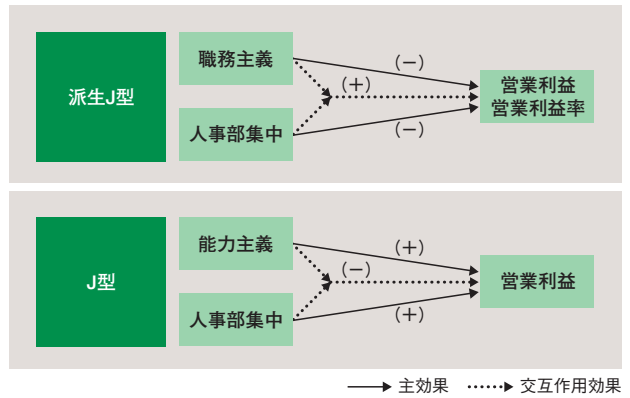 派生J型
職務主義
人事部集中
(−)
(+)
(−)
営業利益
営業利益率
J型
能力主義
人事部集中
(+)
(−)
(+)
営業利益
主効果 交互作用効果